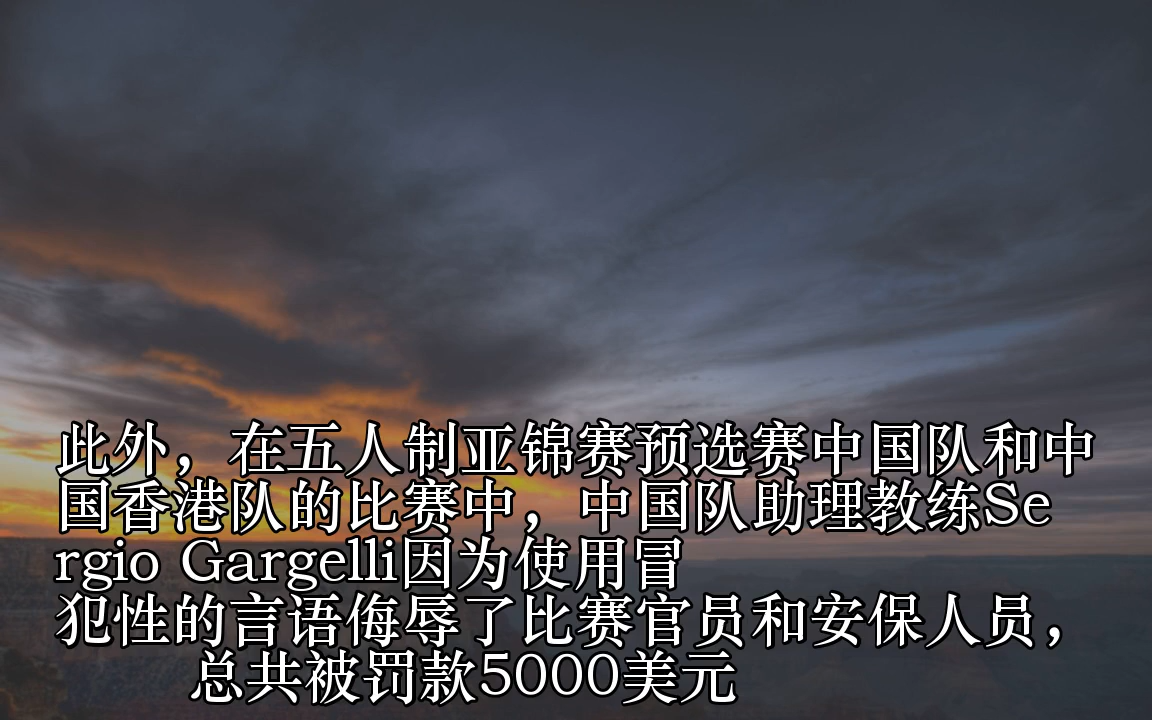 此外，在五人制亚锦赛预选赛中国队和中
国香港队的比赛中，中国队助理教练Se
rgio Gargelli因为使用冒
犯性的言语侮辱了比赛官员和安保人员，
总共被罚款5000美元